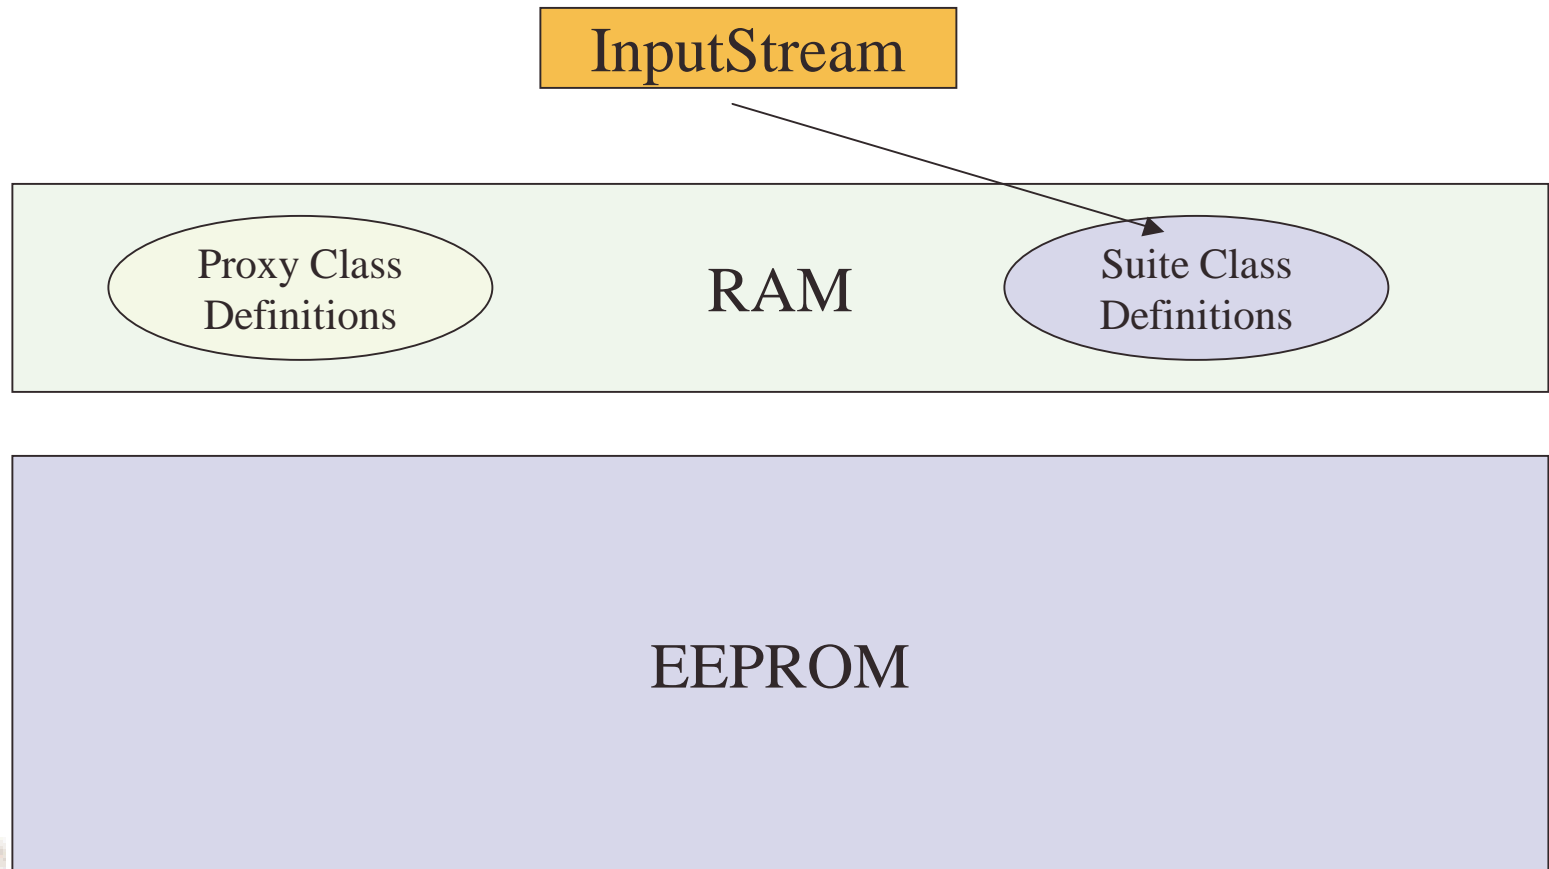 InputStream
Proxy Class
Definitions
RAM
Suite Class
Definitions
EEPROM